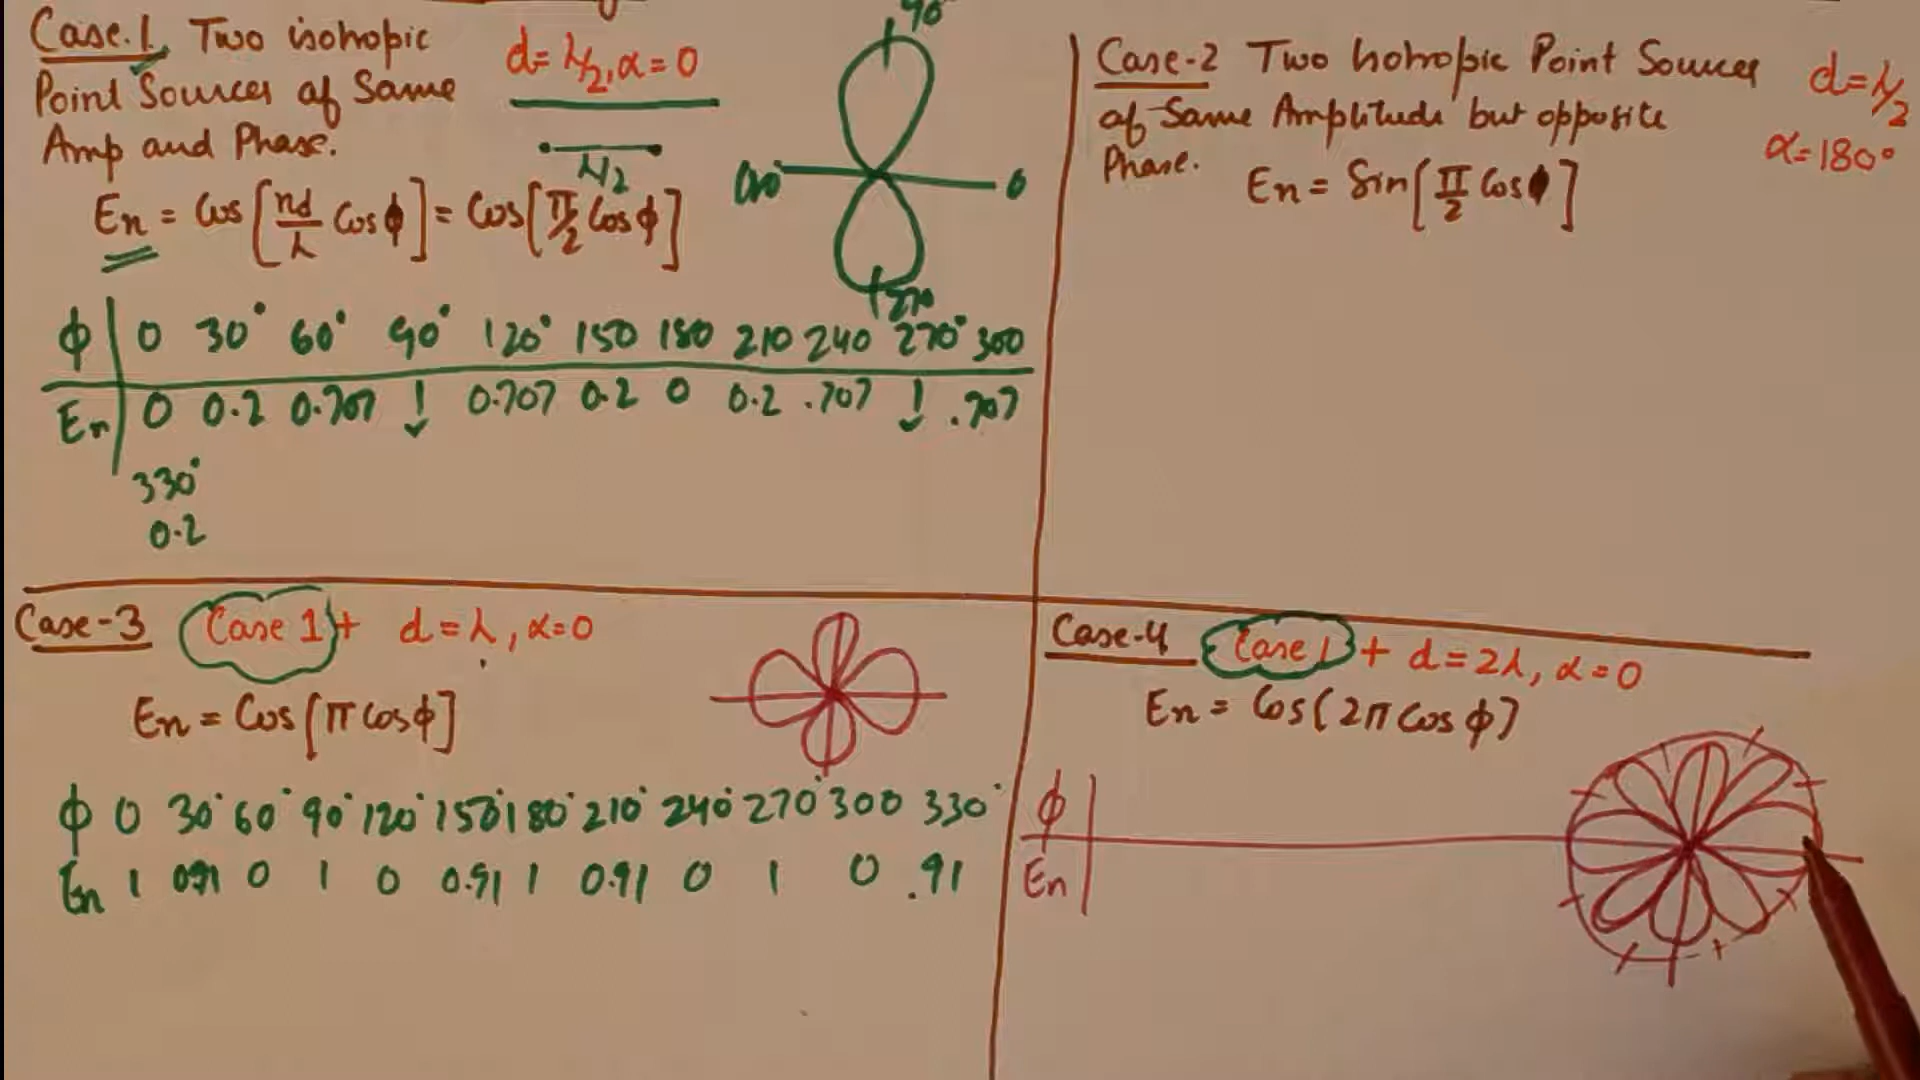 Case.1. Two isotropic
Point Sources of Same
Amp and Phase.
d=λ/2, α=0
λ/2
En = Cos[πd/λ Cosϕ] = Cos[π/2 Cosϕ]
90°
0
270
ϕ 0 30° 60° 90° 120° 150 180 210 240 270° 300
En 0 0.2 0.707 1 0.707 0.2 0 0.2 .707 1 .707
330°
0.2
Case-2 Two Isotropic Point Sources
of Same Amplitude but opposite
Phase.
d=λ/2
α=180°
En = Sin[π/2 Cosϕ]
Case-3 Case 1 + d=λ, α=0
En = Cos[π Cosϕ]
ϕ 0 30° 60° 90° 120° 150° 180° 210° 240° 270° 300 330°
En 1 0.91 0 1 0 0.91 1 0.91 0 1 0 .91
Case-4 Case 1 + d=2λ, α=0
En = Cos(2π Cos ϕ)
ϕ
En